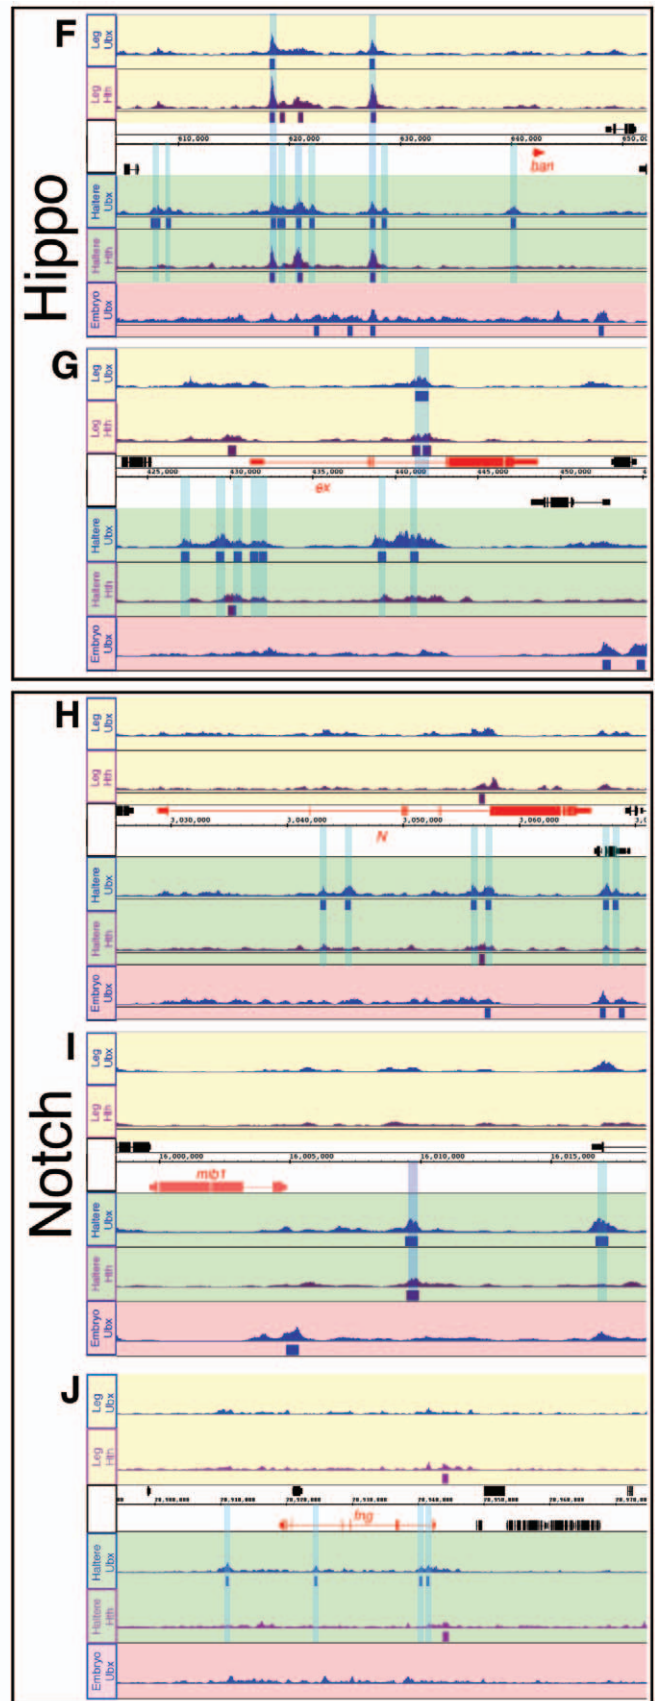 Hippo
F
Leg
Ubx
Leg
Hth
610,000
620,000
630,000
640,000
650,0
ban
Haltere
Ubx
Haltere
Hth
Embryo
Ubx
G
Leg
Ubx
Leg
Hth
425,000
430,000
435,000
440,000
445,000
450,000
ex
Haltere
Ubx
Haltere
Hth
Embryo
Ubx
Notch
H
Leg
Ubx
Leg
Hth
3,030,000
3,040,000
3,050,000
3,060,000
N
Haltere
Ubx
Haltere
Hth
Embryo
Ubx
I
Leg
Ubx
Leg
Hth
16,000,000
16,005,000
16,010,000
16,015,000
mib1
Haltere
Ubx
Haltere
Hth
Embryo
Ubx
J
Leg
Ubx
Leg
Hth
fng
Haltere
Ubx
Haltere
Hth
Embryo
Ubx